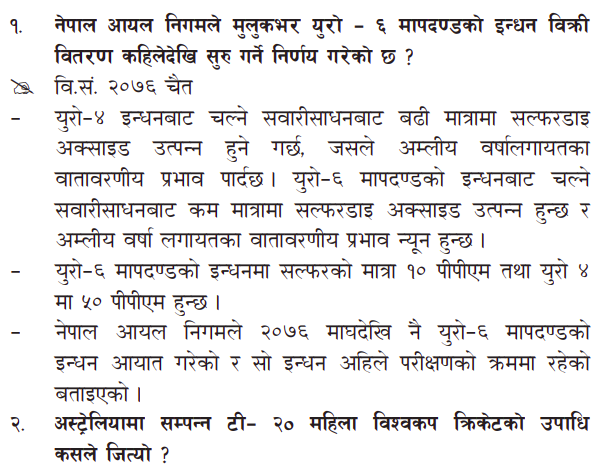 १. नेपाल आयल निगमले मुलुकभर युरो – ६ मापदण्डको इन्धन विक्री
वितरण कहिलेदेखि सुरु गर्ने निर्णय गरेको छ ?
वि.सं. २०७६ चैत
– युरो–४ इन्धनबाट चल्ने सवारीसाधनबाट बढी मात्रामा सल्फरडाइ
अक्साइड उत्पन्न हुने गर्छ, जसले अम्लीय वर्षालगायतका
वातावरणीय प्रभाव पार्दछ । युरो–६ मापदण्डको इन्धनबाट चल्ने
सवारीसाधनबाट कम मात्रामा सल्फरडाइ अक्साइड उत्पन्न हुन्छ र
अम्लीय वर्षा लगायतका वातावरणीय प्रभाव न्यून हुन्छ ।
– युरो–६ मापदण्डको इन्धनमा सल्फरको मात्रा १० पीपीएम तथा युरो ४
मा ५० पीपीएम हुन्छ ।
– नेपाल आयल निगमले २०७६ माघदेखि नै युरो–६ मापदण्डको
इन्धन आयात गरेको र सो इन्धन अहिले परीक्षणको क्रममा रहेको
बताइएको ।
२. अस्ट्रेलियामा सम्पन्न टी– २० महिला विश्वकप क्रिकेटको उपाधि
कसले जित्यो ?